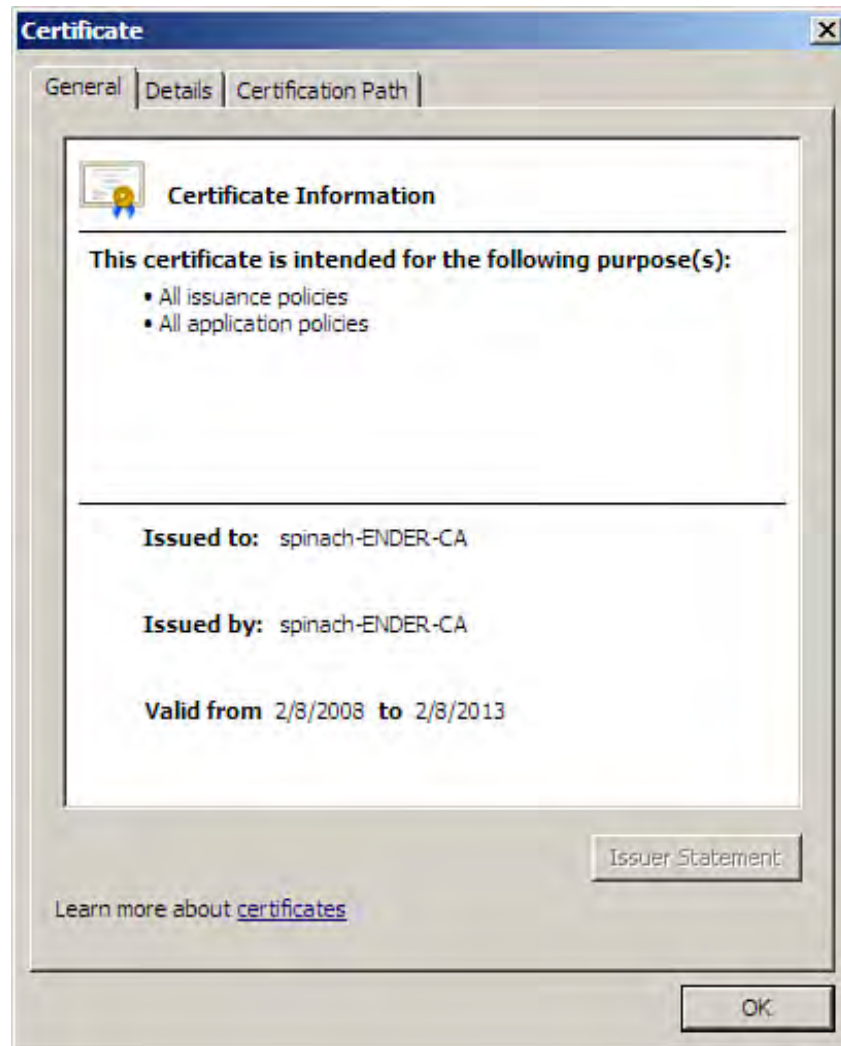 Certificate
General Details Certification Path
Certificate Information
This certificate is intended for the following purpose(s):
• All issuance policies
• All application policies
Issued to: spinach-ENDER-CA
Issued by: spinach-ENDER-CA
Valid from 2/8/2008 to 2/8/2013
Issuer Statement
Learn more about certificates
OK